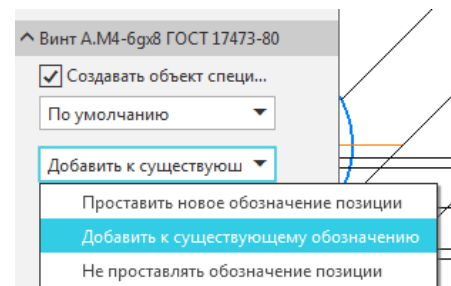 Винт А.М4-6gx8 ГОСТ 17473-80
Создавать объект специ...
По умолчанию
Добавить к существующ
Проставить новое обозначение позиции
Добавить к существующему обозначению
Не проставлять обозначение позиции